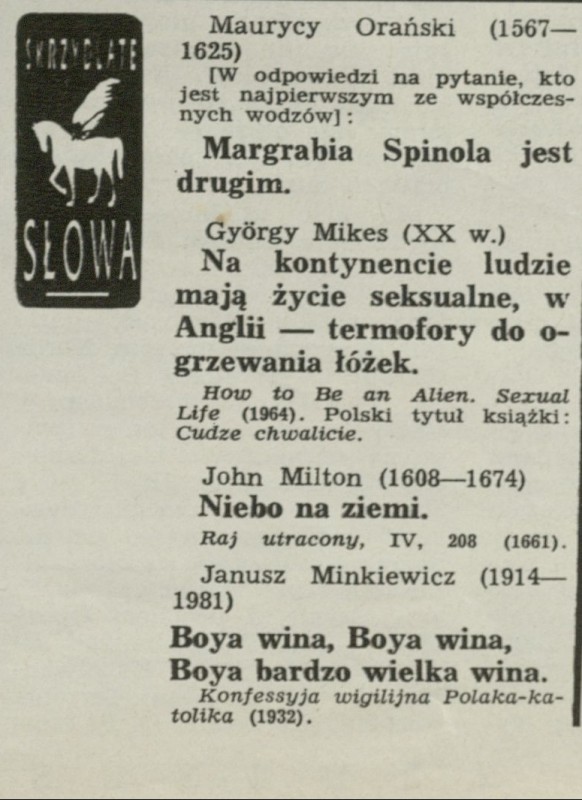 SKRZYDLATE
SŁOWA
Maurycy Orański (1567—
1625)
[W odpowiedzi na pytanie, kto
jest najpierwszym ze współczes-
nych wodzów]:
Margrabia Spinola jest
drugim.
György Mikes (XX w.)
Na kontynencie ludzie
mają życie seksualne, w
Anglii — termofory do o-
grzewania łóżek.
How to Be an Alien. Sexual
Life (1964). Polski tytuł książki:
Cudze chwalicie.
John Milton (1608—1674)
Niebo na ziemi.
Raj utracony, IV, 208 (1661).
Janusz Minkiewicz (1914—
1981)
Boya wina, Boya wina,
Boya bardzo wielka wina.
Konfessyja wigilijna Polaka-ka-
tolika (1932).